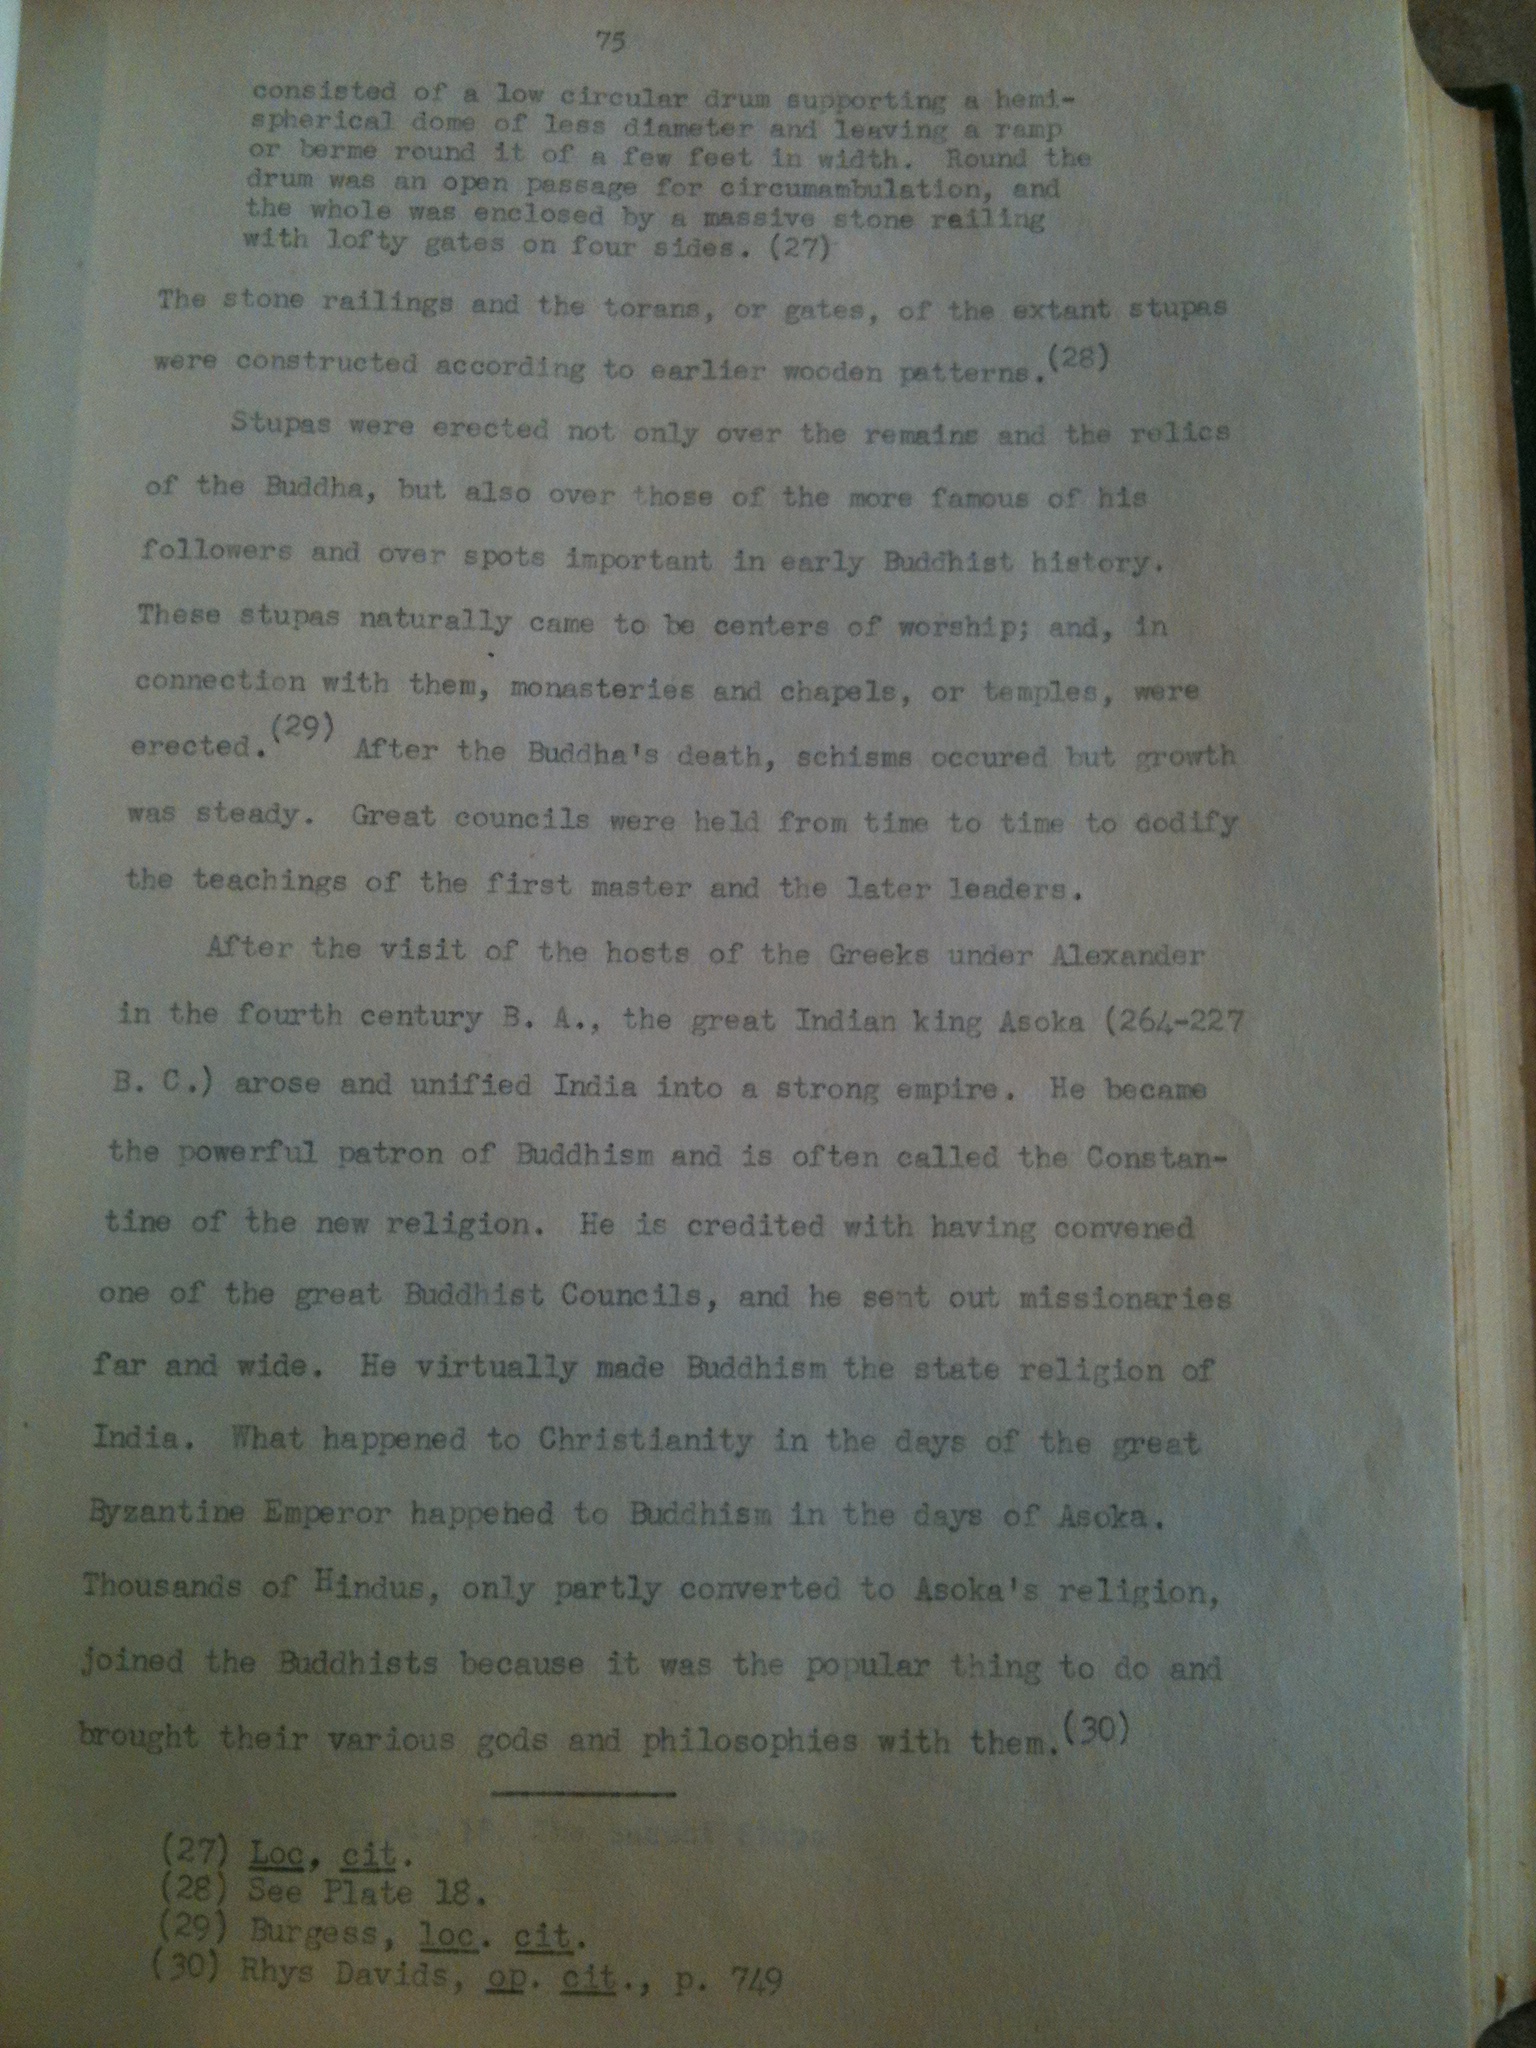 75
consisted of a low circular drum supporting a hemi-
spherical dome of less diameter and leaving a ramp
or berme round it of a few feet in width. Round the
drum was an open passage for circumambulation, and
the whole was enclosed by a massive stone railing
with lofty gates on four sides. (27)
The stone railings and the torans, or gates, of the extant stupas
were constructed according to earlier wooden patterns.(28)
Stupas were erected not only over the remains and the relics
of the Buddha, but also over those of the more famous of his
followers and over spots important in early Buddhist history.
These stupas naturally came to be centers of worship; and, in
connection with them, monasteries and chapels, or temples, were
erected.(29) After the Buddha's death, schisms occured but growth
was steady. Great councils were held from time to time to codify
the teachings of the first master and the later leaders.
After the visit of the hosts of the Greeks under Alexander
in the fourth century B. A., the great Indian king Asoka (264-227
B. C.) arose and unified India into a strong empire. He became
the powerful patron of Buddhism and is often called the Constan-
tine of the new religion. He is credited with having convened
one of the great Buddhist Councils, and he sent out missionaries
far and wide. He virtually made Buddhism the state religion of
India. What happened to Christianity in the days of the great
Byzantine Emperor happened to Buddhism in the days of Asoka.
Thousands of Hindus, only partly converted to Asoka's religion,
joined the Buddhists because it was the popular thing to do and
brought their various gods and philosophies with them.(30)
(27) Loc, cit.
(28) See Plate 18.
(29) Burgess, loc. cit.
(30) Rhys Davids, op. cit., p. 749